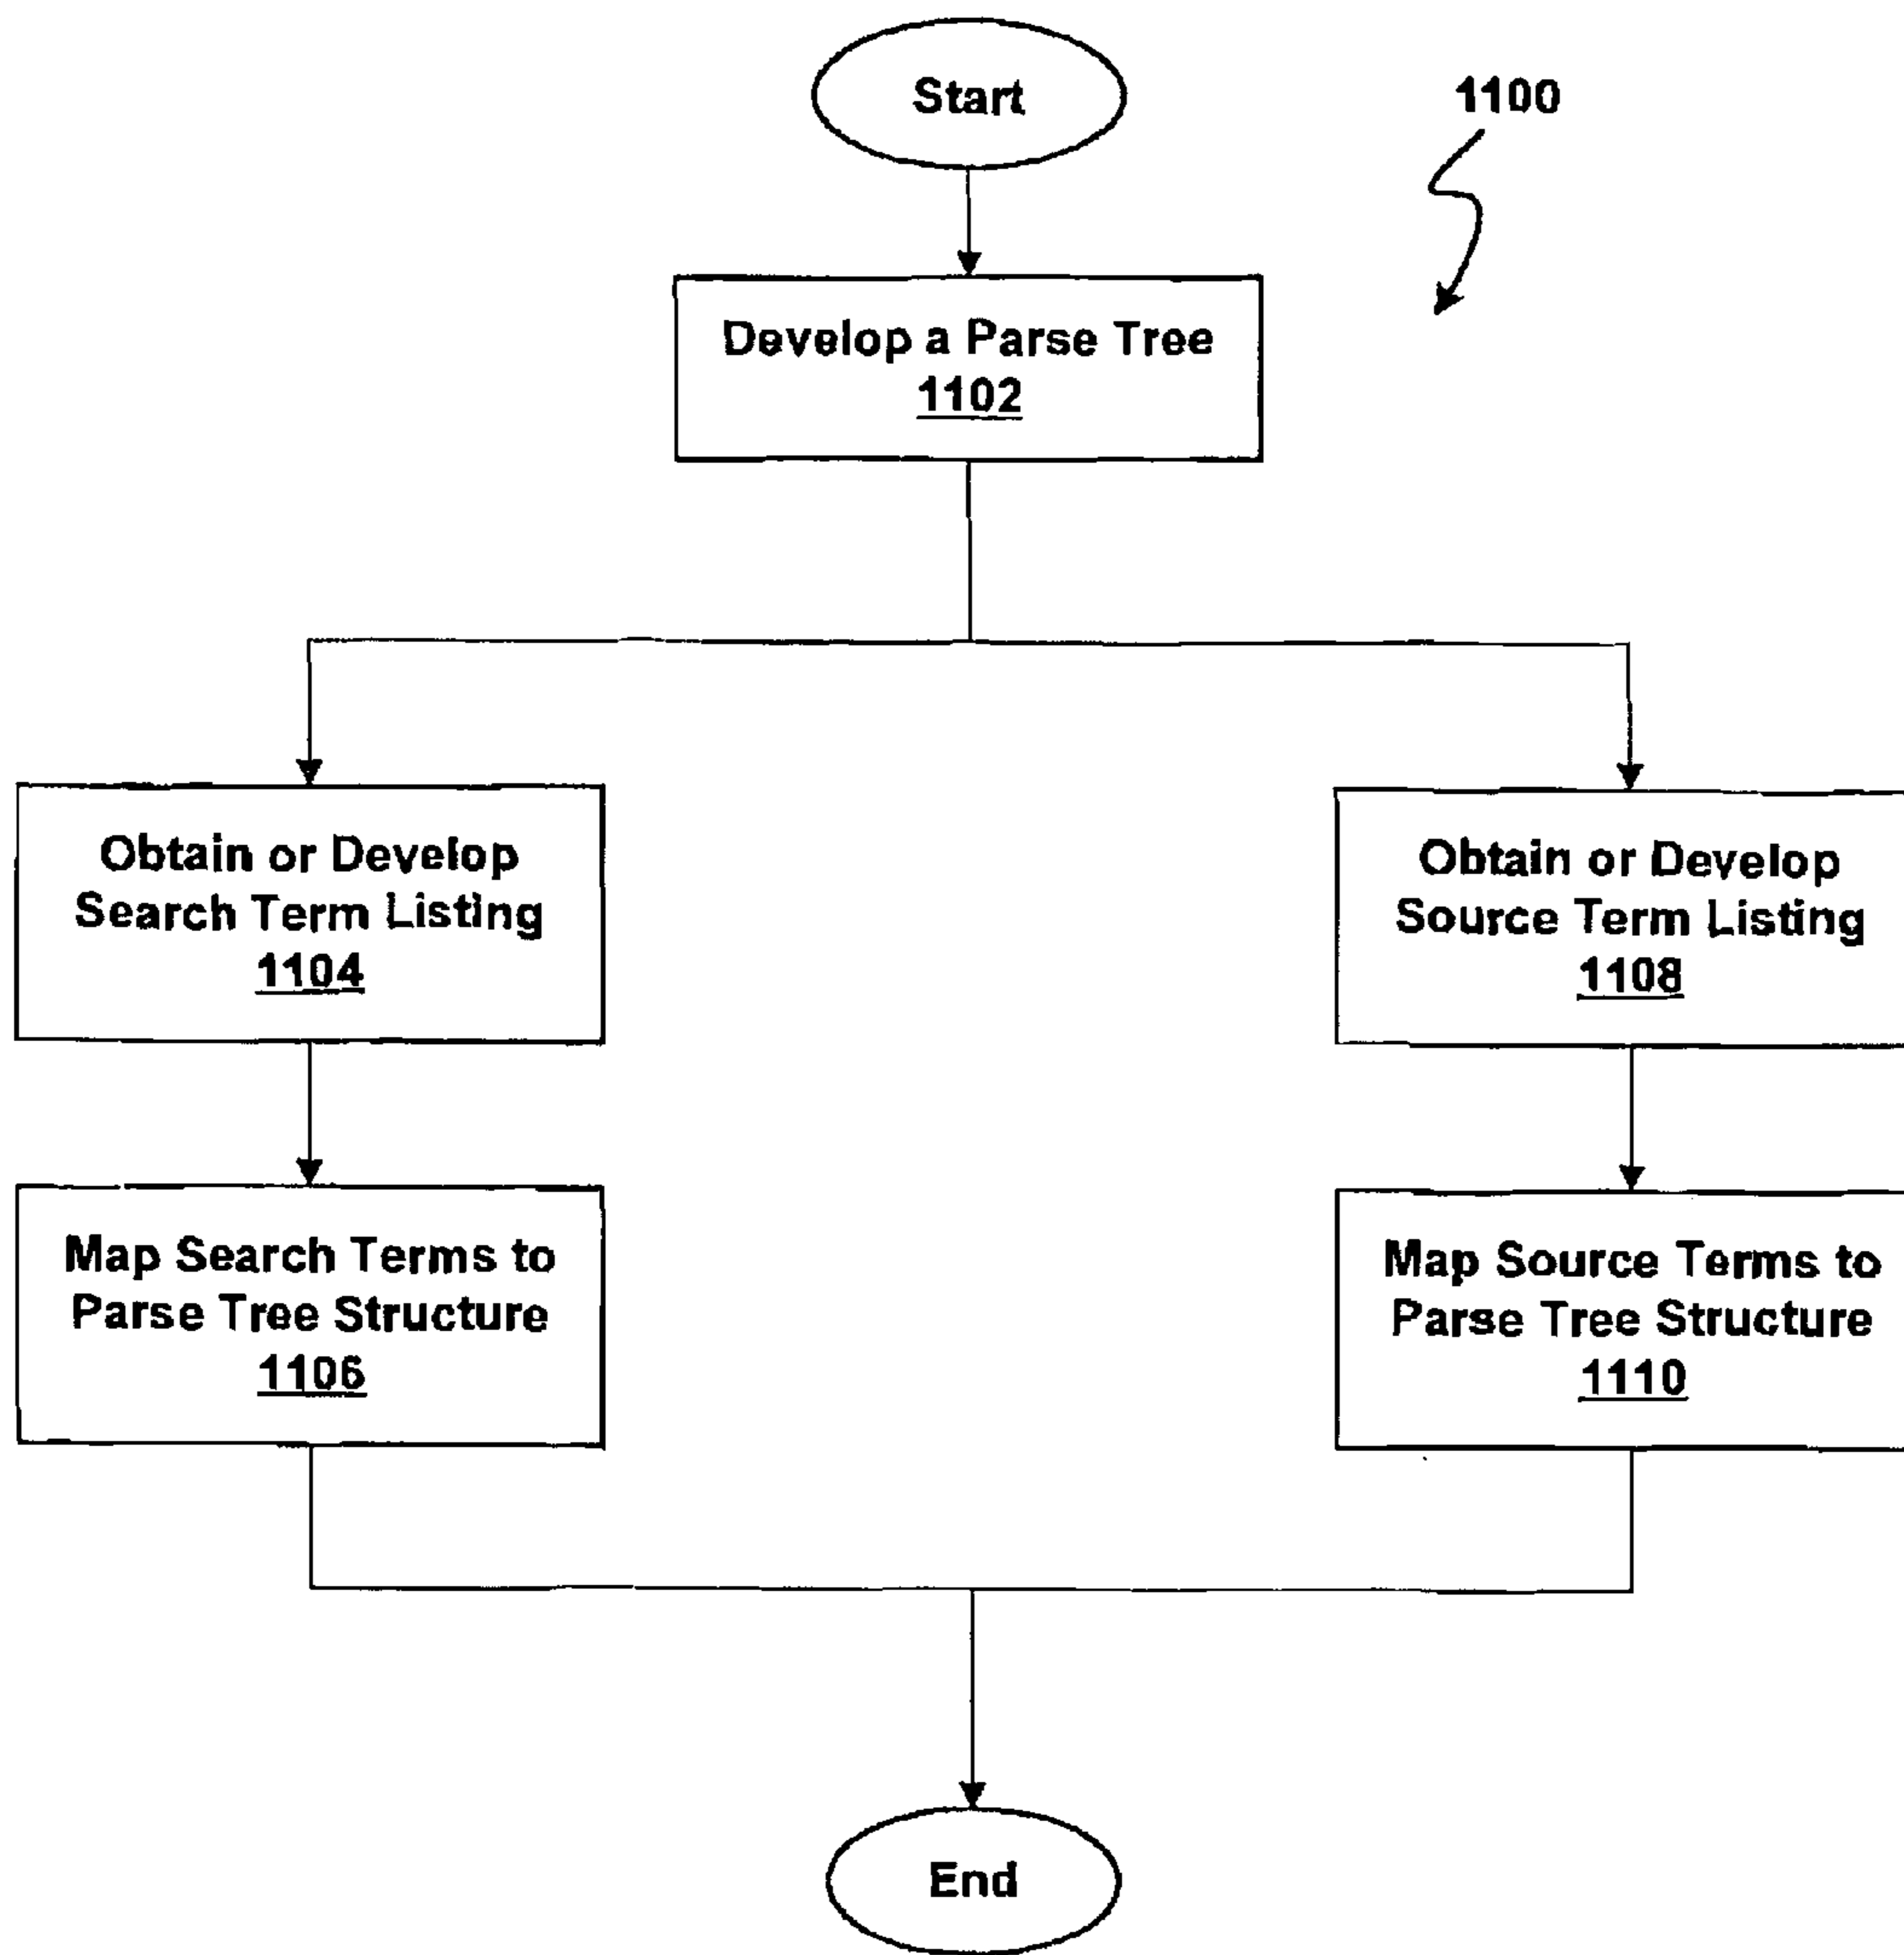 Start
1100
Develop a Parse Tree
1102
Obtain or Develop
Search Term Listing
1104
Obtain or Develop
Source Term Listing
1108
Map Search Terms to
Parse Tree Structure
1106
Map Source Terms to
Parse Tree Structure
1110
End